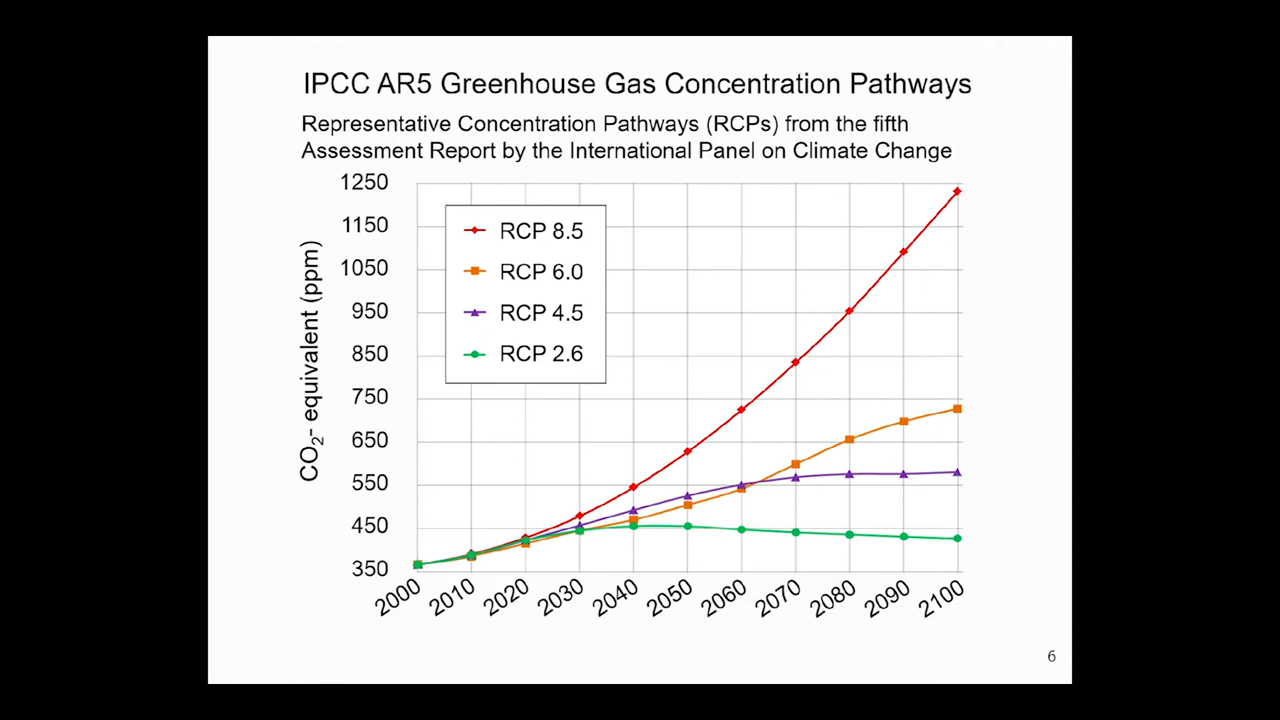 IPCC AR5 Greenhouse Gas Concentration Pathways
Representative Concentration Pathways (RCPs) from the fifth
Assessment Report by the International Panel on Climate Change
1250
1150
1050
950
850
750
650
550
450
350
CO2- equivalent (ppm)
RCP 8.5
RCP 6.0
RCP 4.5
RCP 2.6
2000
2010
2020
2030
2040
2050
2060
2070
2080
2090
2100
6